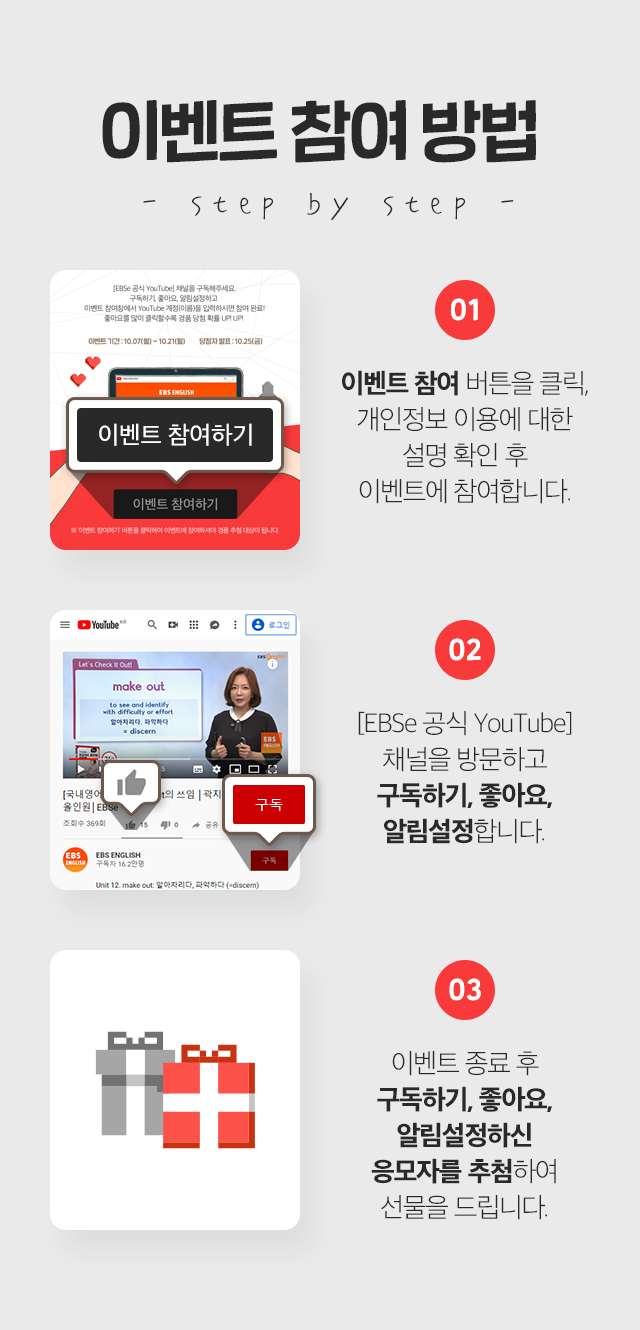 이벤트 참여 방법
- step by step -
[EBSe 공식 YouTube] 채널을 구독해주세요.
구독하기, 좋아요, 알림설정하고
이벤트 참여창에서 YouTube 계정(이름)을 입력하시면 참여 완료!
좋아요를 많이 클릭할수록 경품 당첨 확률 UP! UP!
이벤트 기간 : 10.07(월) ~ 10.21(월) 당첨자 발표 : 10.25(금)
EBS ENGLISH
이벤트 참여하기
이벤트 참여하기
※ '이벤트 참여하기' 버튼을 클릭하여 이벤트에 참여하셔야 경품 추첨 대상이 됩니다.
01
이벤트 참여 버튼을 클릭,
개인정보 이용에 대한
설명 확인 후
이벤트에 참여합니다.
YouTube KR 로그인
Let's Check It Out!
make out
to see and identify
with difficulty or effort
알아차리다, 파악하다
= discern
EBS
ENGLISH
[국내영어 의 쓰임 | 곽지
올인원| EBSe
구독
조회수 369회 15 0 공유
EBS
ENGLISH
EBS ENGLISH
구독자 16.2만명
구독
Unit 12. make out: 알아차리다, 파악하다 (=discern)
02
[EBSe 공식 YouTube]
채널을 방문하고
구독하기, 좋아요,
알림설정합니다.
03
이벤트 종료 후
구독하기, 좋아요,
알림설정하신
응모자를 추첨하여
선물을 드립니다.